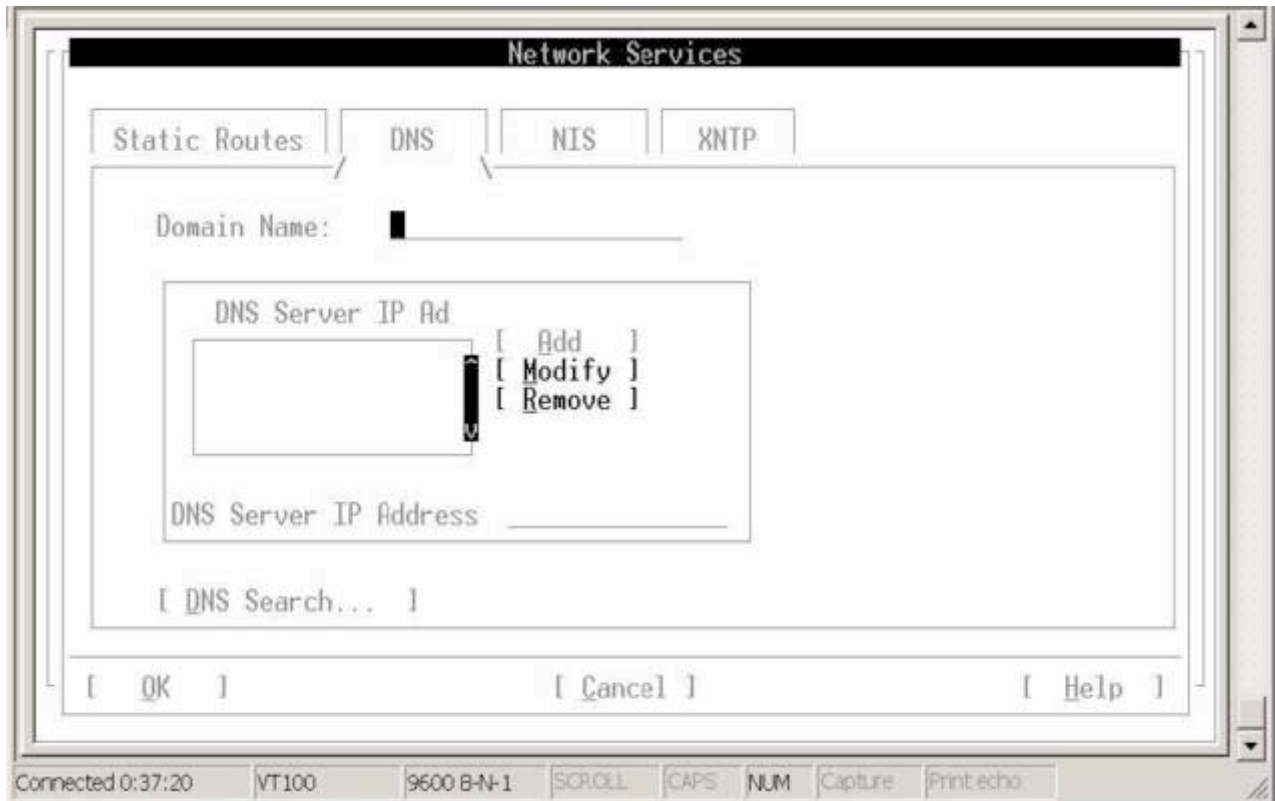 Network Services
Static Routes DNS NIS XNTP
Domain Name:
DNS Server IP Ad
[ Add ]
[ Modify ]
[ Remove ]
DNS Server IP Address
[ DNS Search... ]
[ OK ] [ Cancel ] [ Help ]
Connected 0:37:20 VT100 9600 8-N-1 SCROLL CAPS NUM Capture Print echo